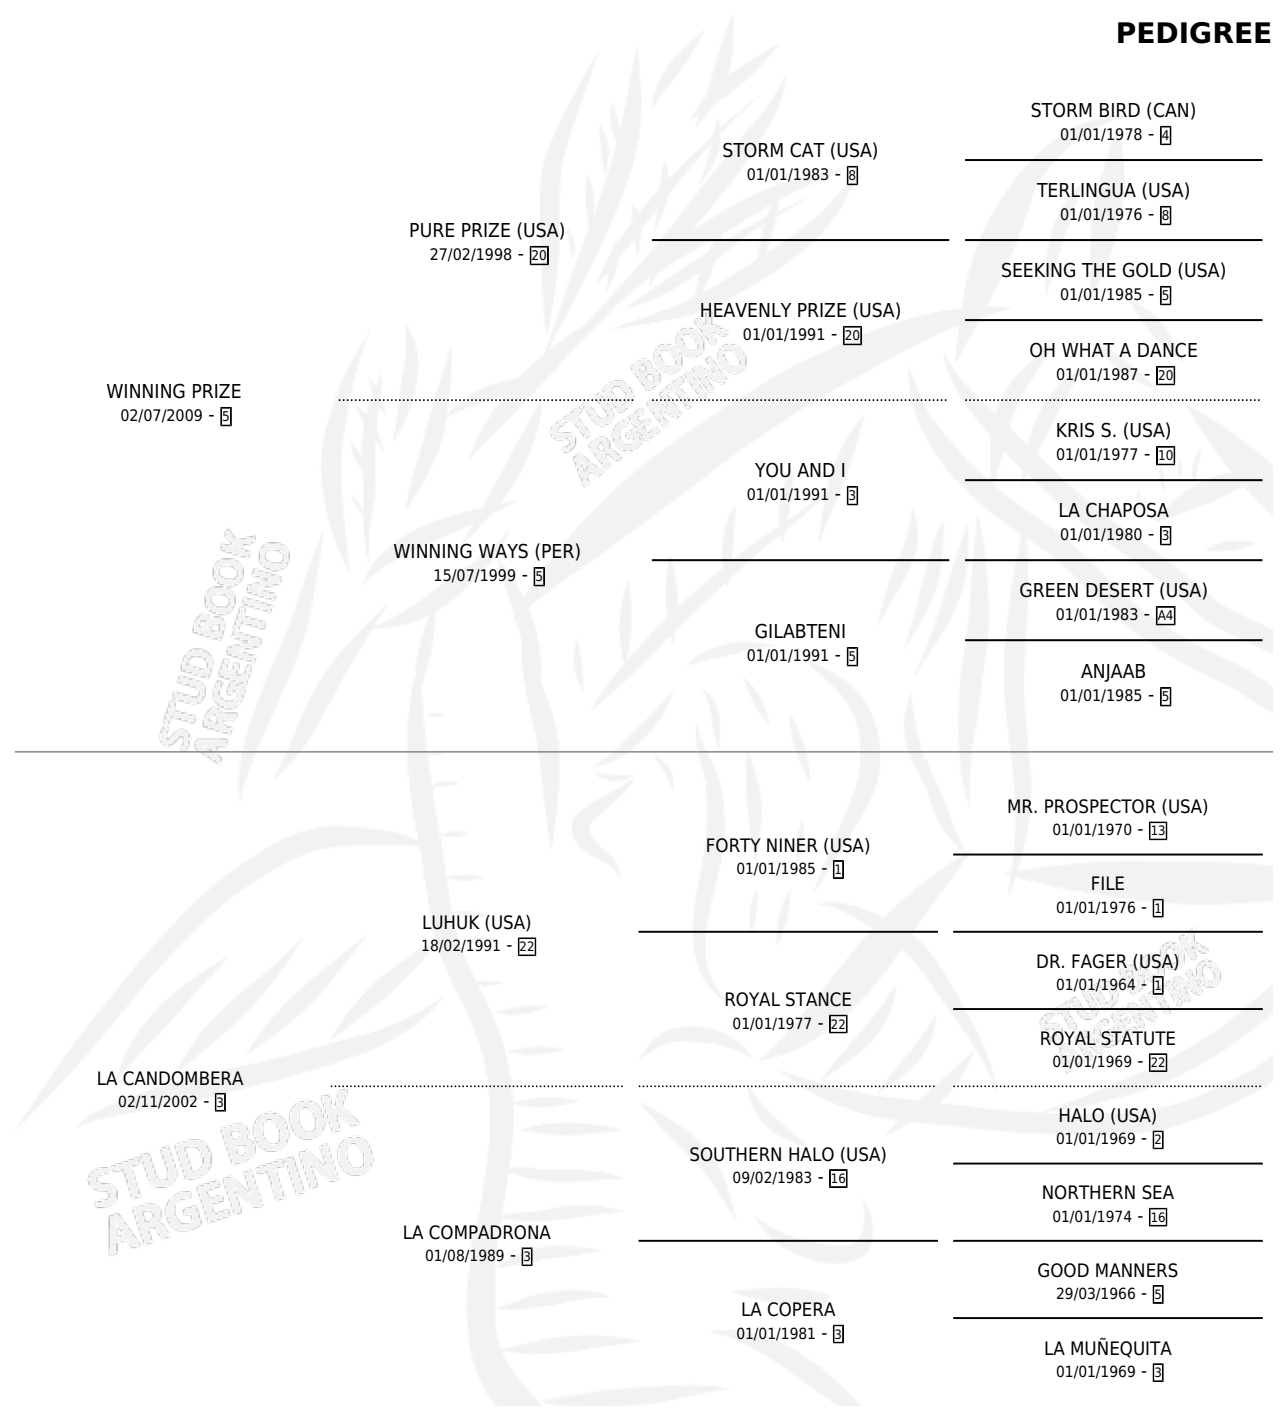 PEDIGREE
STORM BIRD (CAN)
01/01/1978 - 4
STORM CAT (USA)
01/01/1983 - 8
TERLINGUA (USA)
01/01/1976 - 8
PURE PRIZE (USA)
27/02/1998 - 20
SEEKING THE GOLD (USA)
01/01/1985 - 5
HEAVENLY PRIZE (USA)
01/01/1991 - 20
OH WHAT A DANCE
01/01/1987 - 20
WINNING PRIZE
02/07/2009 - 5
KRIS S. (USA)
01/01/1977 - 10
YOU AND I
01/01/1991 - 3
LA CHAPOSA
01/01/1980 - 3
WINNING WAYS (PER)
15/07/1999 - 5
GREEN DESERT (USA)
01/01/1983 - A4
GILABTENI
01/01/1991 - 5
ANJAAB
01/01/1985 - 5
MR. PROSPECTOR (USA)
01/01/1970 - 13
FORTY NINER (USA)
01/01/1985 - 1
FILE
01/01/1976 - 1
LUHUK (USA)
18/02/1991 - 22
DR. FAGER (USA)
01/01/1964 - 1
ROYAL STANCE
01/01/1977 - 22
ROYAL STATUTE
01/01/1969 - 22
LA CANDOMBERA
02/11/2002 - 3
HALO (USA)
01/01/1969 - 2
SOUTHERN HALO (USA)
09/02/1983 - 16
NORTHERN SEA
01/01/1974 - 16
LA COMPADRONA
01/08/1989 - 3
GOOD MANNERS
29/03/1966 - 5
LA COPERA
01/01/1981 - 3
LA MUÑEQUITA
01/01/1969 - 3
STUD BOOK
ARGENTINO
STUD BOOK
ARGENTINO
STUD BOOK
ARGENTINO
STUD BOOK
ARGENTINO